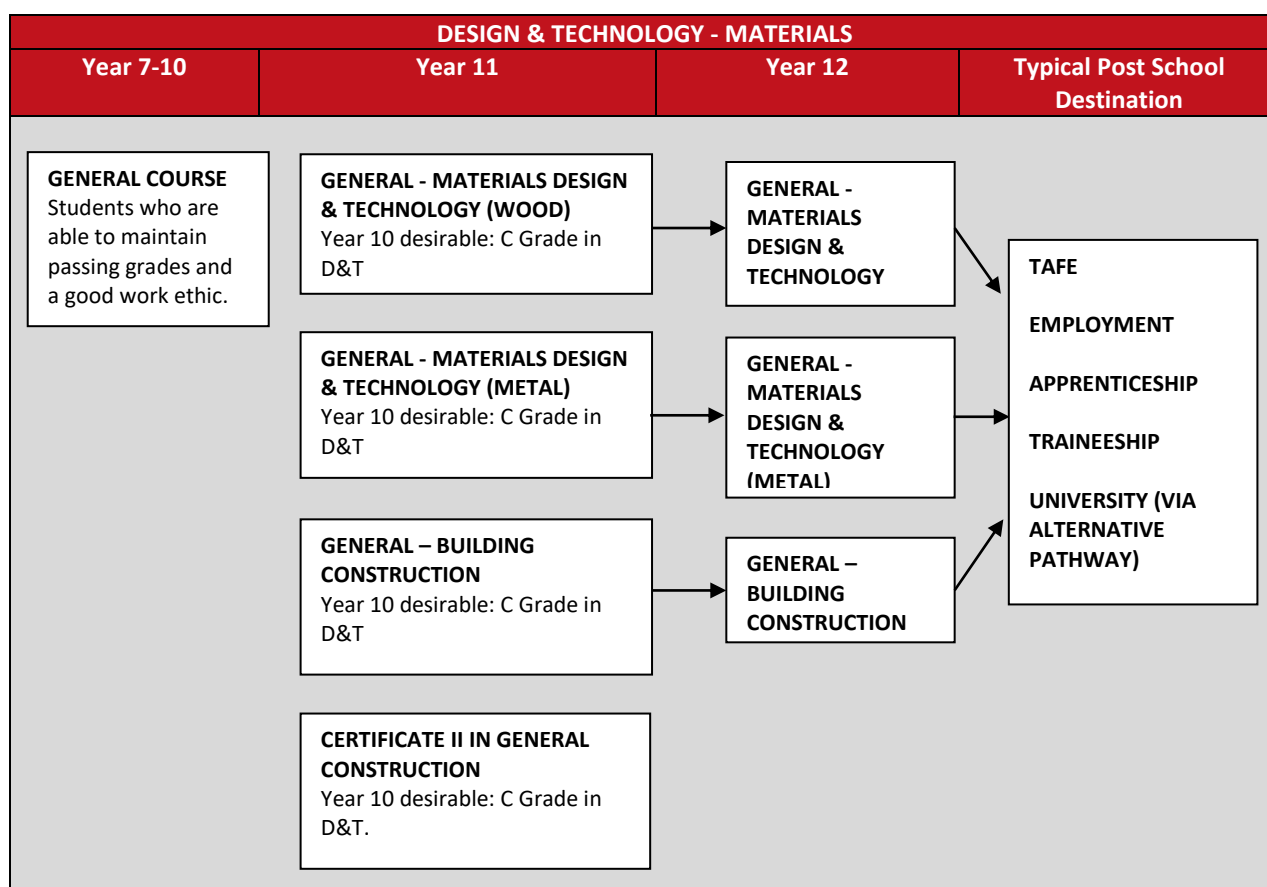 DESIGN & TECHNOLOGY - MATERIALS
Year 7-10
Year 11
Year 12
Typical Post School
Destination
GENERAL COURSE
Students who are
able to maintain
passing grades and
a good work ethic.
GENERAL - MATERIALS DESIGN
& TECHNOLOGY (WOOD)
Year 10 desirable: C Grade in
D&T
GENERAL - MATERIALS DESIGN
& TECHNOLOGY (METAL)
Year 10 desirable: C Grade in
D&T
GENERAL – BUILDING
CONSTRUCTION
Year 10 desirable: C Grade in
D&T
CERTIFICATE II IN GENERAL
CONSTRUCTION
Year 10 desirable: C Grade in
D&T.
GENERAL -
MATERIALS
DESIGN &
TECHNOLOGY
GENERAL -
MATERIALS
DESIGN &
TECHNOLOGY
(METAL)
GENERAL –
BUILDING
CONSTRUCTION
TAFE
EMPLOYMENT
APPRENTICESHIP
TRAINEESHIP
UNIVERSITY (VIA
ALTERNATIVE
PATHWAY)